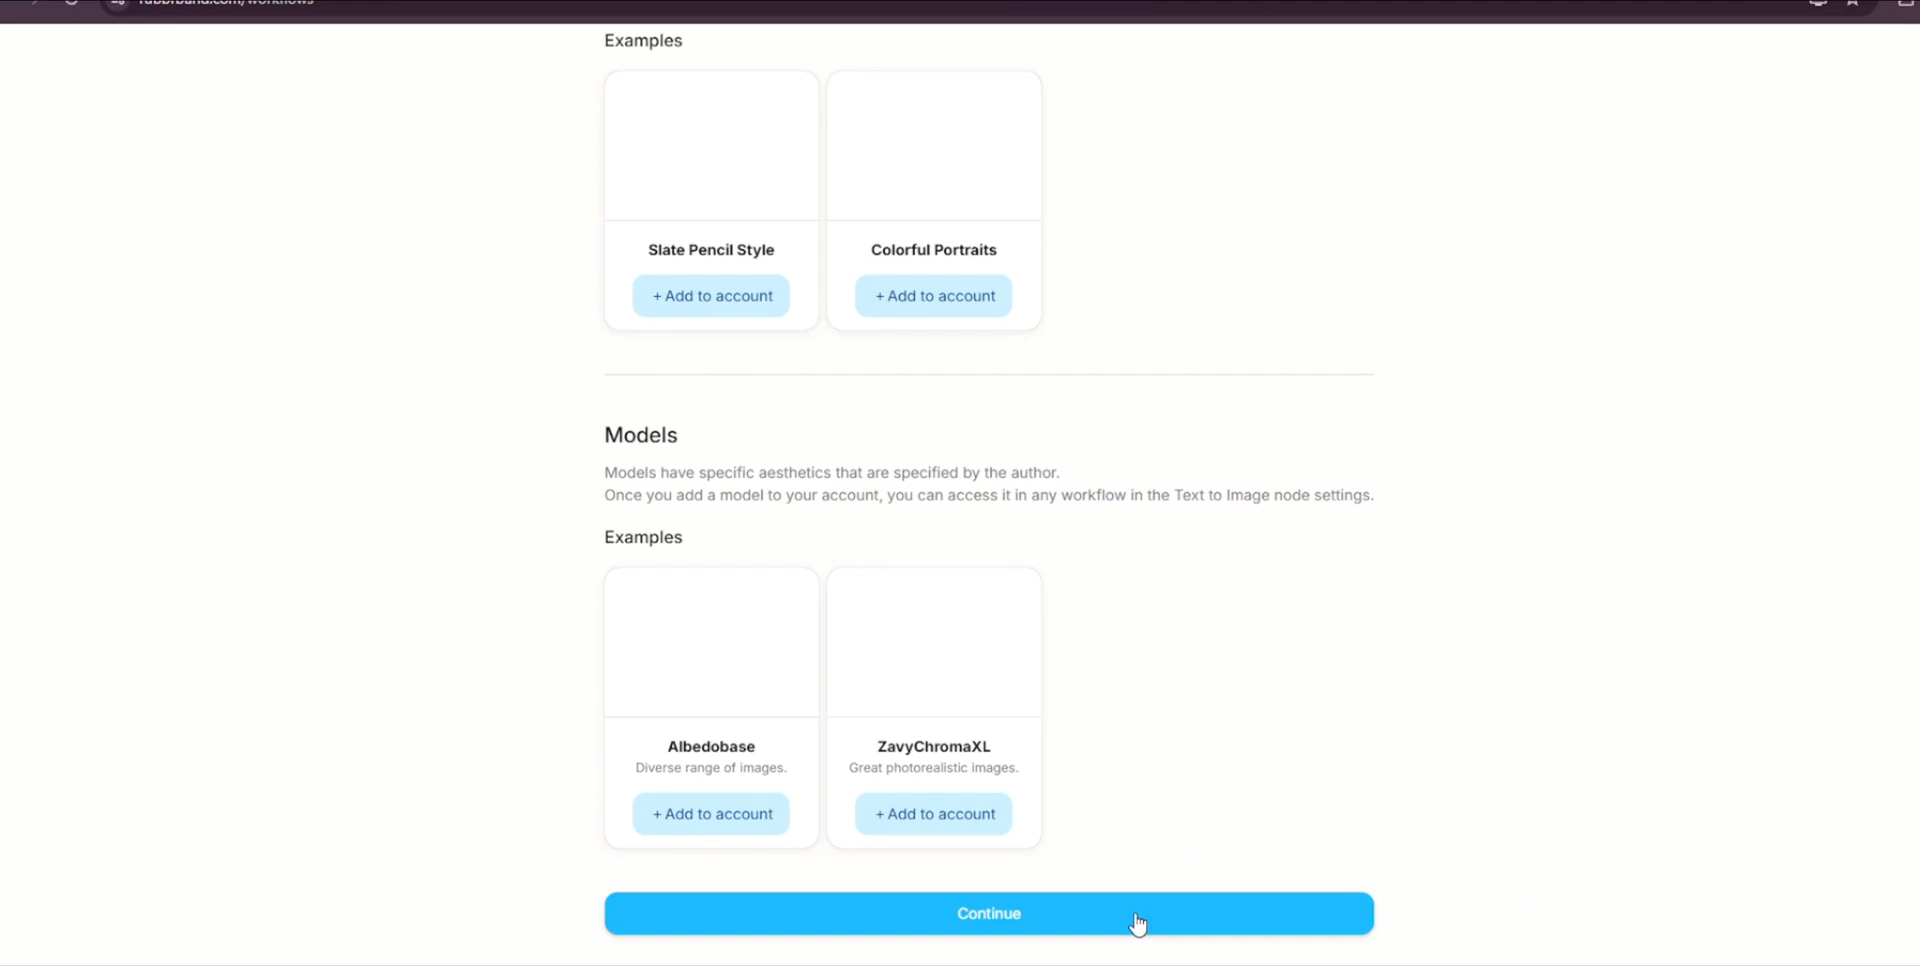 Examples
Slate Pencil Style
Colorful Portraits
+ Add to account
+ Add to account
Models
Models have specific aesthetics that are specified by the author.
Once you add a model to your account, you can access it in any workflow in the Text to Image node settings.
Examples
Albedobase
ZavyChromaXL
Diverse range of images.
Great photorealistic images.
+ Add to account
+ Add to account
Continue